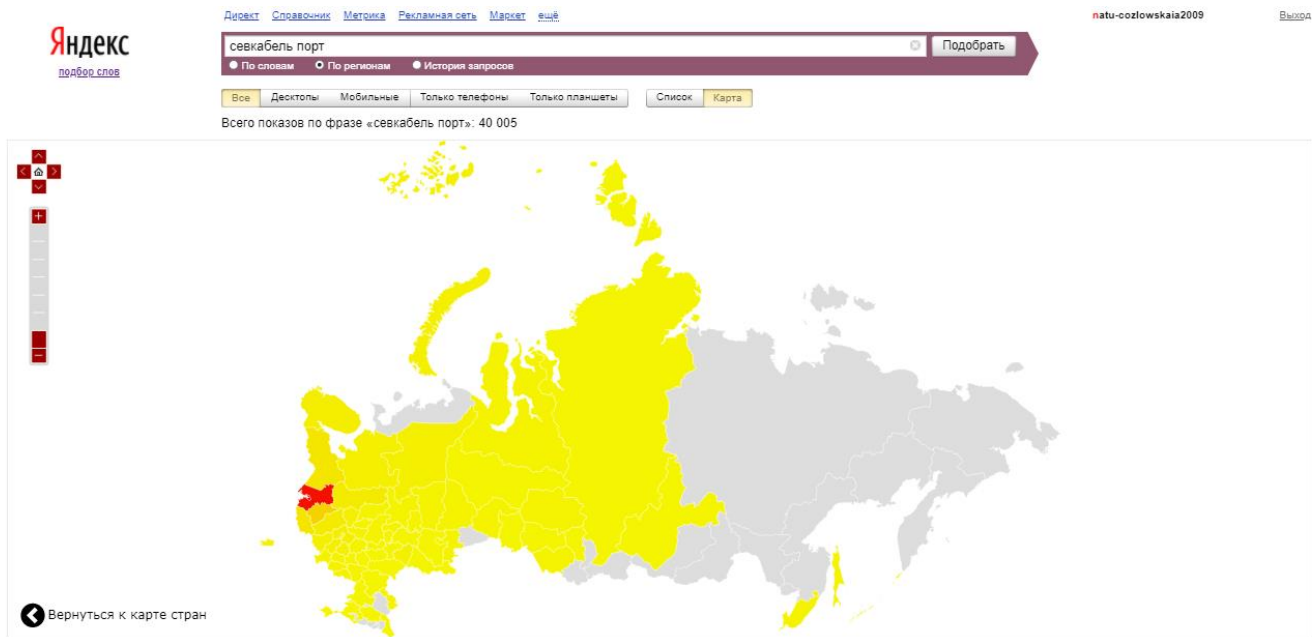 Директ Справочник Метрика Рекламная сеть Маркет ещё
natu-cozlowskaia2009 Выход
Яндекс
подбор слов
севкабель порт
Подобрать
По словам По регионам История запросов
Все Десктопы Мобильные Только телефоны Только планшеты Список Карта
Всего показов по фразе «севкабель порт»: 40 005
Вернуться к карте стран